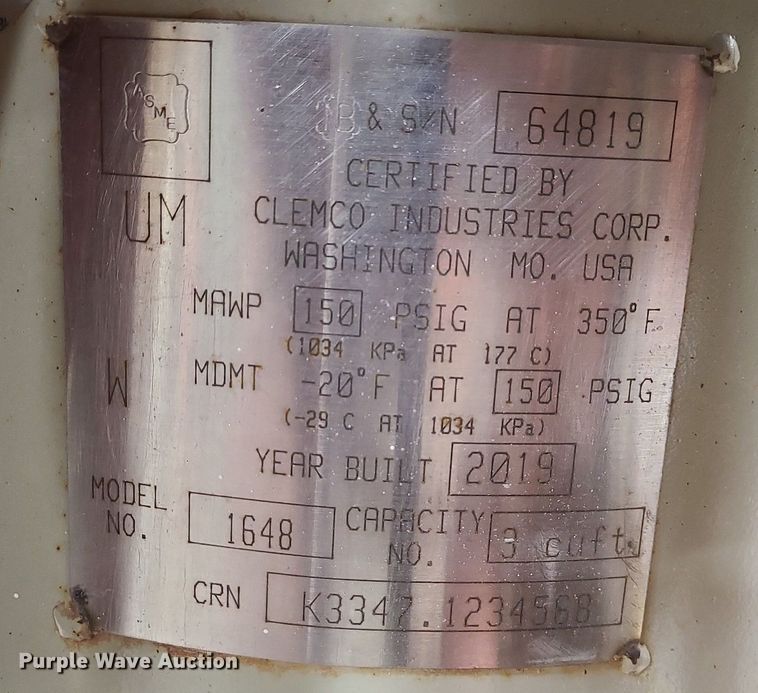 ASME
& S/N 64819
CERTIFIED BY
UM CLEMCO INDUSTRIES CORP.
WASHINGTON MO. USA
MAWP 150 PSIG AT 350°F
(1034 KPa AT 177 C)
W MDMT -20°F AT 150 PSIG
(-29 C AT 1034 KPa)
YEAR BUILT 2019
MODEL NO. 1648 CAPACITY NO. 3 cuft.
CRN K3347.1234568
Purple Wave Auction